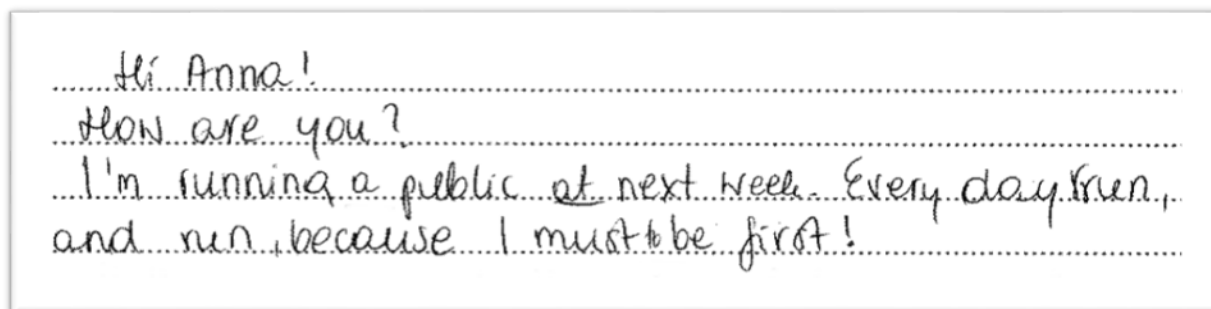 Hi Anna!
How are you?
I'm running a public at next week. Every day I run,
and run, because I must to be first!